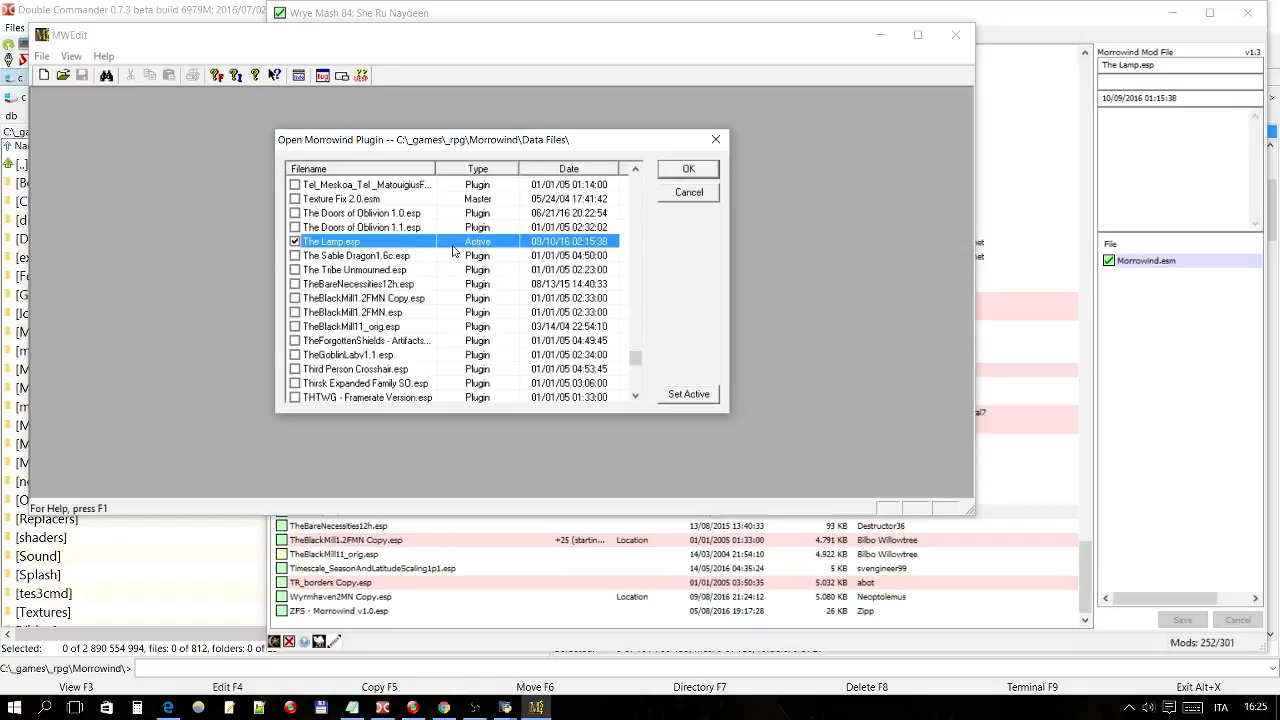 Double Commander 0.7.3 beta build 6979M; 2016/07/02
Wrye Mash 84: She Ru Naydeen
Files
MWEdit
File View Help
Morrowind Mod File v1.3
The Lamp.esp
10/09/2016 01:15:38
Open Morrowind Plugin -- C:\_games\_rpg\Morrowind\Data Files\
Filename Type Date
OK
Cancel
Set Active
Tel_Meskoa_Tel _MatouigiusF... Plugin 01/01/05 01:14:00
Texture Fix 2.0.esm Master 05/24/04 17:41:42
The Doors of Oblivion 1.0.esp Plugin 06/21/16 20:22:54
The Doors of Oblivion 1.1.esp Plugin 01/01/05 02:32:02
The Lamp.esp Active 09/10/16 02:15:38
The Sable Dragon1.6c.esp Plugin 01/01/05 04:50:00
The Tribe Unmourned.esp Plugin 01/01/05 02:23:00
TheBareNecessities12h.esp Plugin 08/13/15 14:40:33
TheBlackMill1.2FMN Copy.esp Plugin 01/01/05 02:33:00
TheBlackMill1.2FMN.esp Plugin 01/01/05 02:33:00
TheBlackMill11_orig.esp Plugin 03/14/04 22:54:10
TheForgottenShields - Artifacts... Plugin 01/01/05 04:49:45
TheGoblinLabv1.1.esp Plugin 01/01/05 02:34:00
Third Person Crosshair.esp Plugin 01/01/05 04:53:45
Thirsk Expanded Family SO.esp Plugin 01/01/05 03:06:00
THTWG - Framerate Version.esp Plugin 01/01/05 01:33:00
File
Morrowind.esm
Save Cancel
Mods: 252/301
For Help, press F1
[Replacers]
[shaders]
[Sound]
[Splash]
[tes3cmd]
[Textures]
TheBareNecessities12h.esp 13/08/2015 13:40:33 93 KB Destructor36
TheBlackMill1.2FMN Copy.esp +25 (startin... Location 01/01/2005 01:33:00 4.791 KB Bilbo Willowtree
TheBlackMill11_orig.esp 14/03/2004 21:54:10 4.922 KB Bilbo Willowtree
Timescale_SeasonAndLatitudeScaling1p1.esp 14/05/2016 04:35:24 5 KB svengineer99
TR_borders Copy.esp 01/01/2005 03:50:35 5.032 KB abot
Wyrmhaven2MN Copy.esp Location 09/08/2016 21:24:12 5.080 KB Neoptolemus
ZFS - Morrowind v1.0.esp 05/08/2016 19:17:28 26 KB Zipp
Selected: 0 of 2 890 554 994, files: 0 of 812, folders: 0 of
C:\_games\_rpg\Morrowind\>
View F3 Edit F4 Copy F5 Move F6 Directory F7 Delete F8 Terminal F9 Exit Alt+X
ITA 16:25